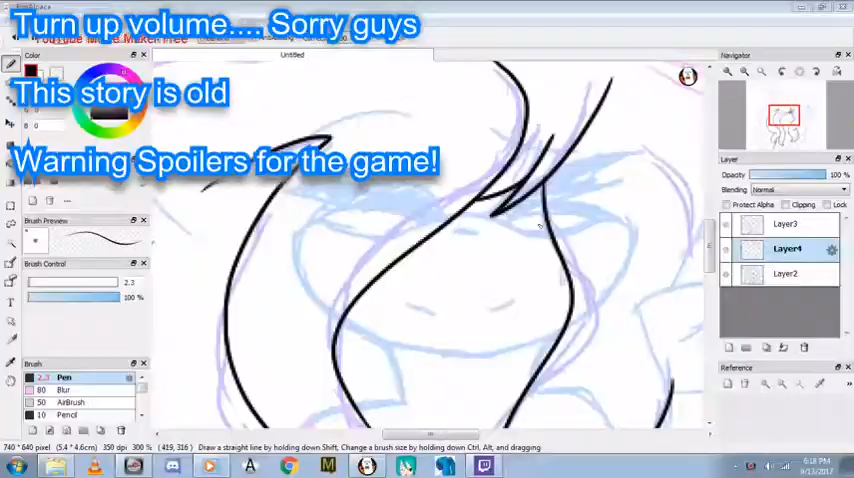 Turn up volume.... Sorry guys
Untitled
Color
Navigator
This story is old
Warning Spoilers for the game!
Layer
Opacity 100 %
Blending Normal
Protect Alpha Clipping Lock
Layer3
Layer4
Layer2
Brush Preview
Brush Control
2.3
100 %
Reference
Brush
2.3 Pen
80 Blur
50 AirBrush
10 Pencil
740 * 640 pixel (5.4 * 4.6cm) 350 dpi 300 % (419, 316) Draw a straight line by holding down Shift, Change a brush size by holding down Ctrl, Alt, and dragging
6:18 PM
9/13/2017